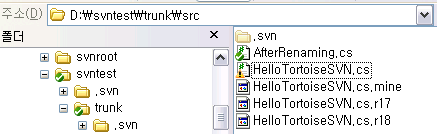 주소(D) D:₩svntest₩trunk₩src
폴더
svnroot
svntest
.svn
trunk
.svn
.svn
AfterRenaming.cs
HelloTortoiseSVN.cs
HelloTortoiseSVN.cs.mine
HelloTortoiseSVN.cs.r17
HelloTortoiseSVN.cs.r18